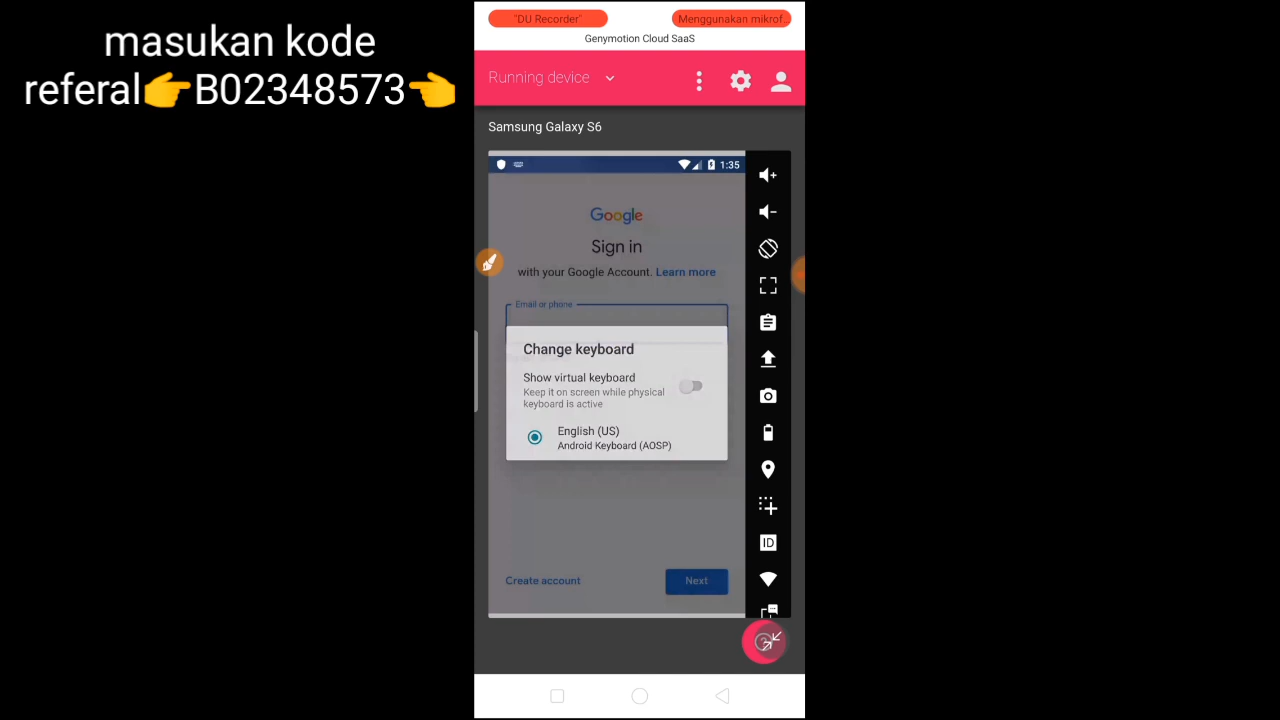 masukan kode
referal👉B02348573👈
"DU Recorder"
Menggunakan mikrof..
Genymotion Cloud SaaS
Running device
Samsung Galaxy S6
1:35
Google
Sign in
with your Google Account. Learn more
Email or phone
Change keyboard
Show virtual keyboard
Keep it on screen while physical
keyboard is active
English (US)
Android Keyboard (AOSP)
ID
Create account
Next